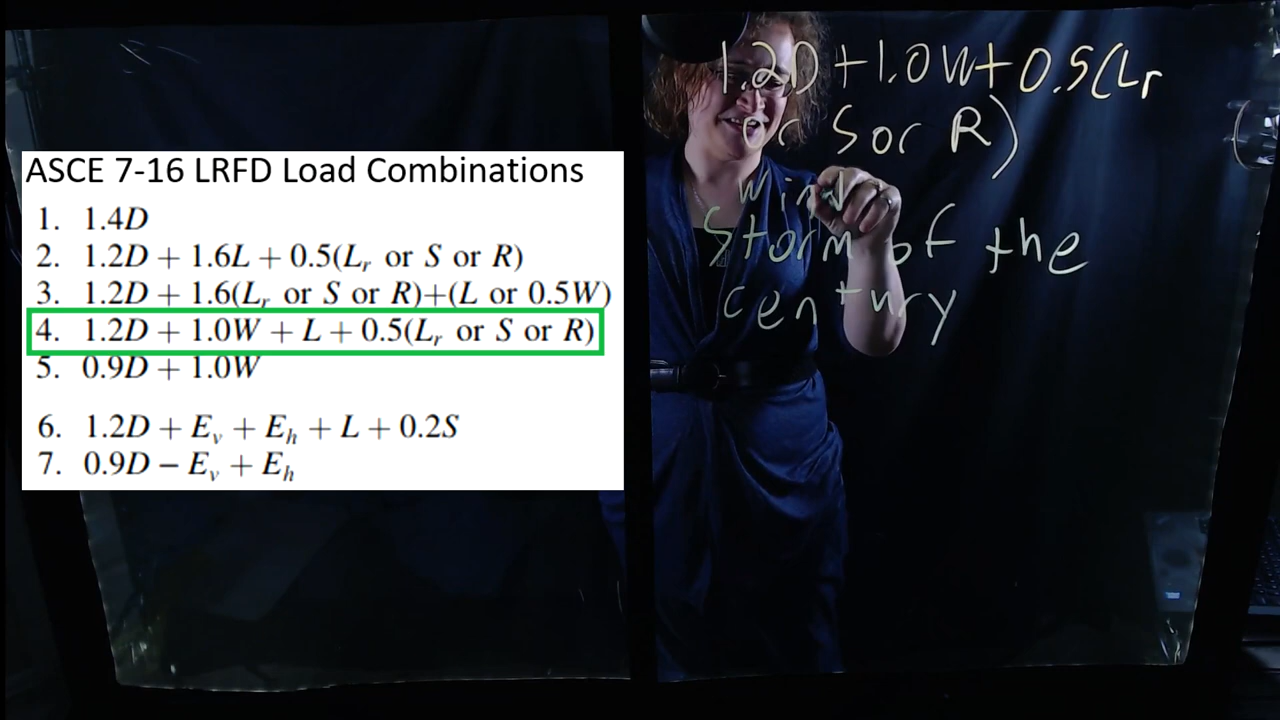 ASCE 7-16 LRFD Load Combinations
1. 1.4D
2. 1.2D + 1.6L + 0.5(Lr or S or R)
3. 1.2D + 1.6(Lr or S or R)+(L or 0.5W)
4. 1.2D + 1.0W + L + 0.5(Lr or S or R)
5. 0.9D + 1.0W
6. 1.2D + Ev + Eh + L + 0.2S
7. 0.9D − Ev + Eh
1.2D + 1.0W + 0.5(Lr
or S or R)
wind
Storm of the
century
(